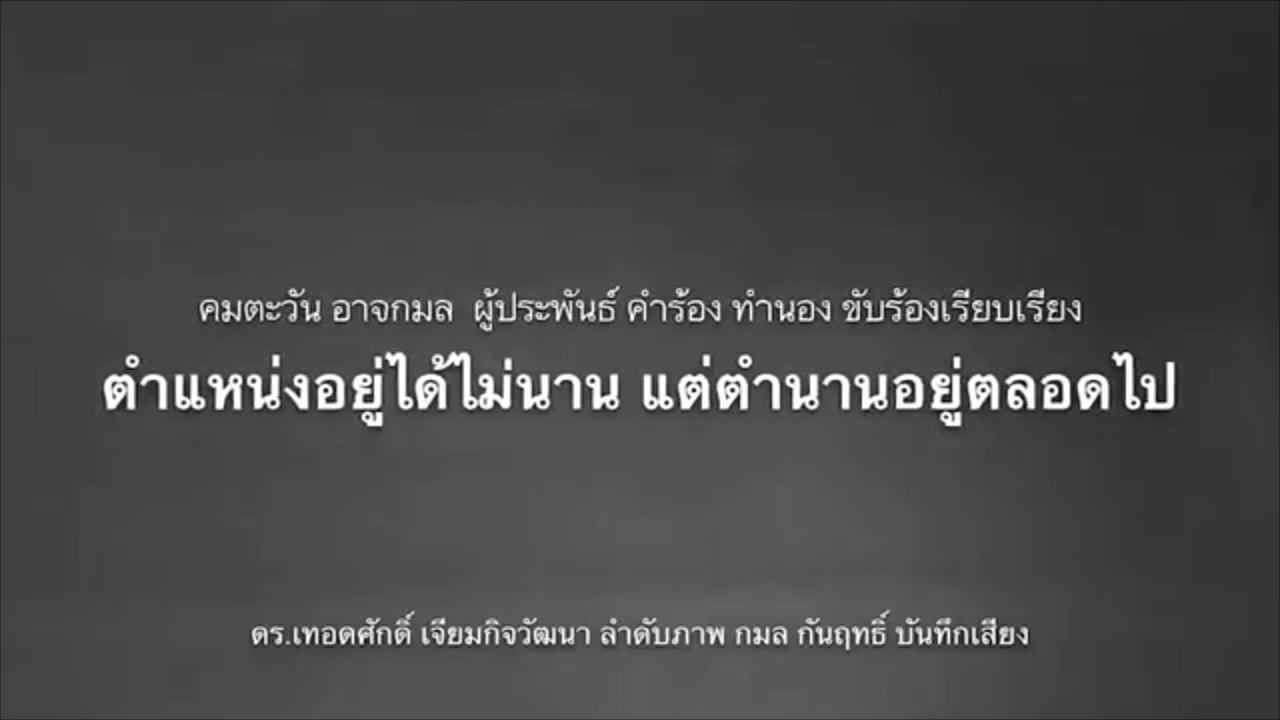 คมตะวัน อาจกมล ผู้ประพันธ์ คำร้อง ทำนอง ขับร้องเรียบเรียง
ตำแหน่งอยู่ได้ไม่นาน แต่ตำนานอยู่ตลอดไป
ดร.เทอดศักดิ์ เจียมกิจวัฒนา ลำดับภาพ กมล กันฤทธิ์ บันทึกเสียง